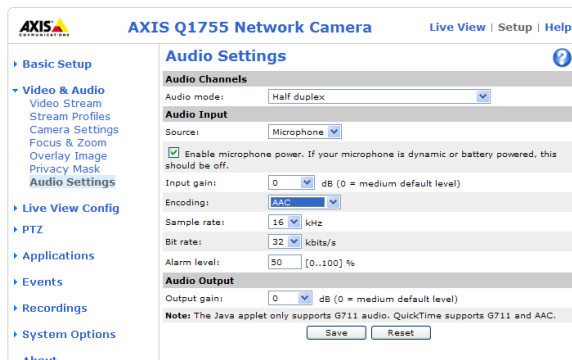 AXIS
COMMUNICATIONS
AXIS Q1755 Network Camera
Live View | Setup | Help
Basic Setup
Video & Audio
Video Stream
Stream Profiles
Camera Settings
Focus & Zoom
Overlay Image
Privacy Mask
Audio Settings
Live View Config
PTZ
Applications
Events
Recordings
System Options
About
Audio Settings
?
Audio Channels
Audio mode: Half duplex
Audio Input
Source: Microphone
Enable microphone power. If your microphone is dynamic or battery powered, this
should be off.
Input gain: 0 dB (0 = medium default level)
Encoding: AAC
Sample rate: 16 kHz
Bit rate: 32 kbits/s
Alarm level: 50 [0..100] %
Audio Output
Output gain: 0 dB (0 = medium default level)
Note: The Java applet only supports G711 audio. QuickTime supports G711 and AAC.
Save Reset